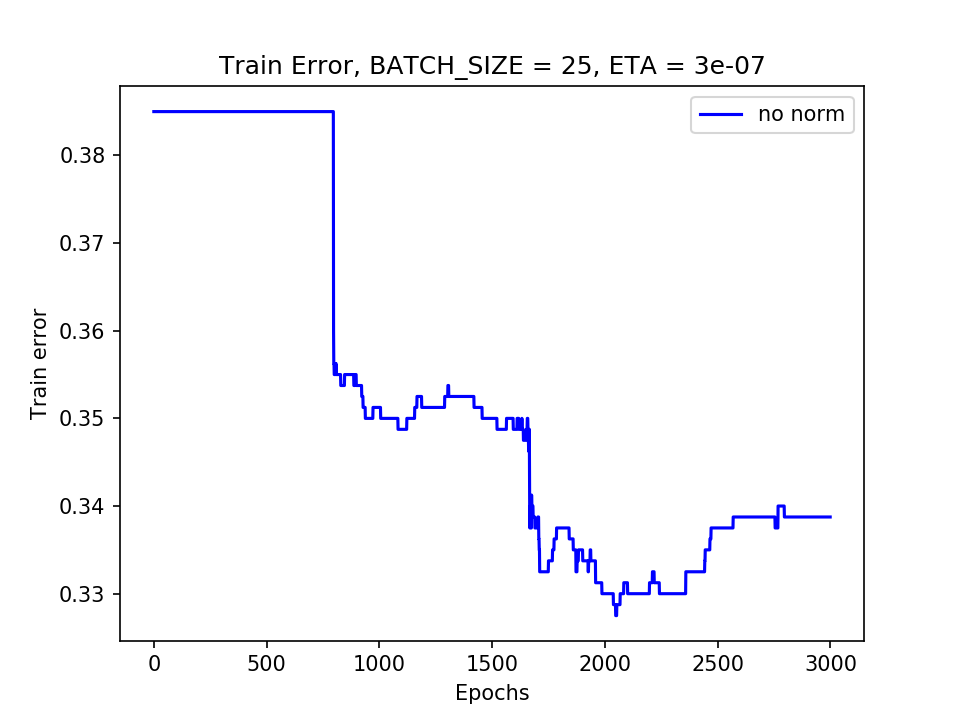 Train Error, BATCH_SIZE = 25, ETA = 3e-07
no norm
0.38
0.37
0.36
0.35
0.34
0.33
Train error
0 500 1000 1500 2000 2500 3000
Epochs